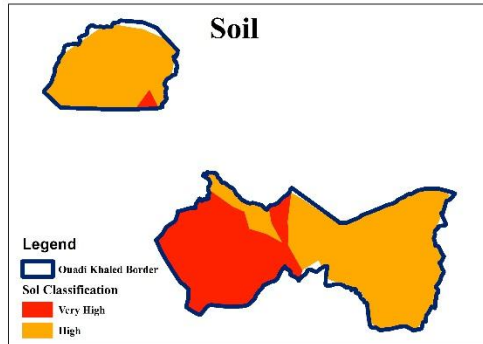 Soil
Legend
Ouadi Khaled Border
Sol Classification
Very High
High